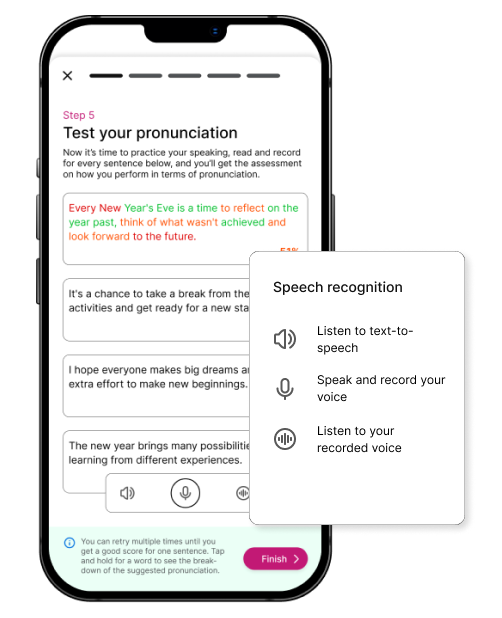 Step 5
Test your pronunciation
Now it's time to practice your speaking, read and record
for every sentence below, and you'll get the assessment
on how you perform in terms of pronunciation.
Every New Year's Eve is a time to reflect on the
year past, think of what wasn't achieved and
look forward to the future.
51%
It's a chance to take a break from the
activities and get ready for a new sta
I hope everyone makes big dreams a
extra effort to make new beginnings.
The new year brings many possibilitie
learning from different experiences.
You can retry multiple times until you
get a good score for one sentence. Tap
and hold for a word to see the break-
down of the suggested pronunciation.
Finish
Speech recognition
Listen to text-to-
speech
Speak and record your
voice
Listen to your
recorded voice